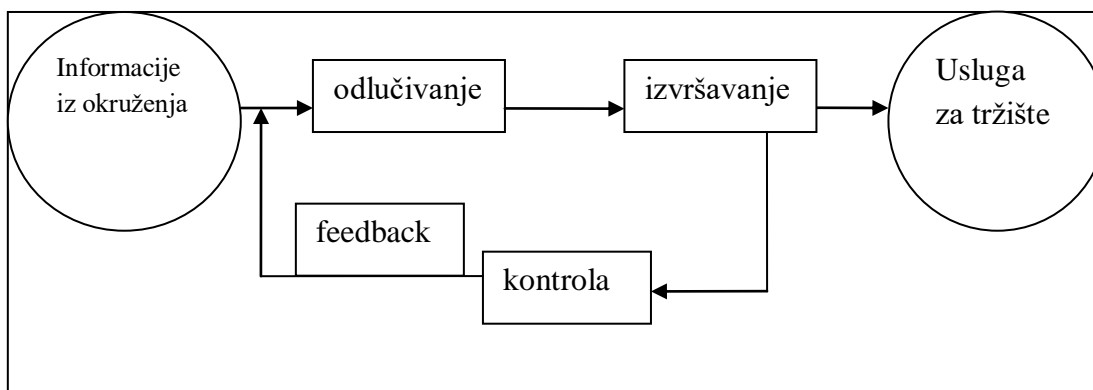 Informacije
iz okruženja
odlučivanje
izvršavanje
Usluga
za tržište
feedback
kontrola